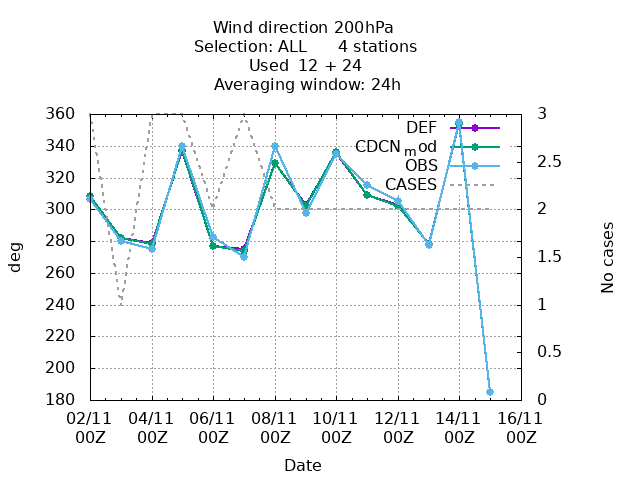 Wind direction 200hPa
Selection: ALL 4 stations
Used 12 + 24
Averaging window: 24h
360
340
320
300
280
260
240
220
200
180
deg
3
2.5
2
1.5
1
0.5
0
No cases
DEF
CDCN mod
OBS
CASES
02/11 04/11 06/11 08/11 10/11 12/11 14/11 16/11
00Z 00Z 00Z 00Z 00Z 00Z 00Z 00Z
Date